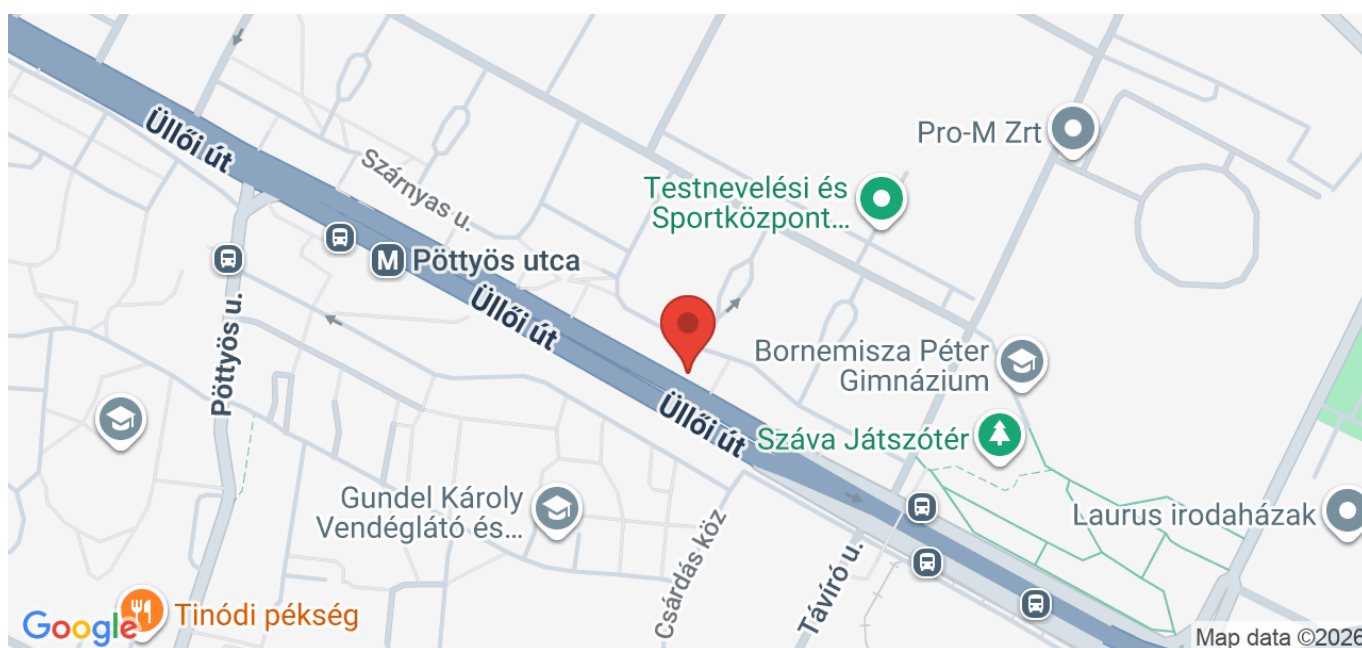 Üllői út
Szárnyas u.
Pro-M Zrt
Testnevelési és
Sportközpont...
M
Pöttyös utca
Üllői út
Pöttyös u.
Bornemisza Péter
Gimnázium
Üllői út
Száva Játszótér
Gundel Károly
Vendéglátó és...
Csárdás köz
Távíró u.
Laurus irodaházak
Tinódi pékség
Google
Map data ©2026